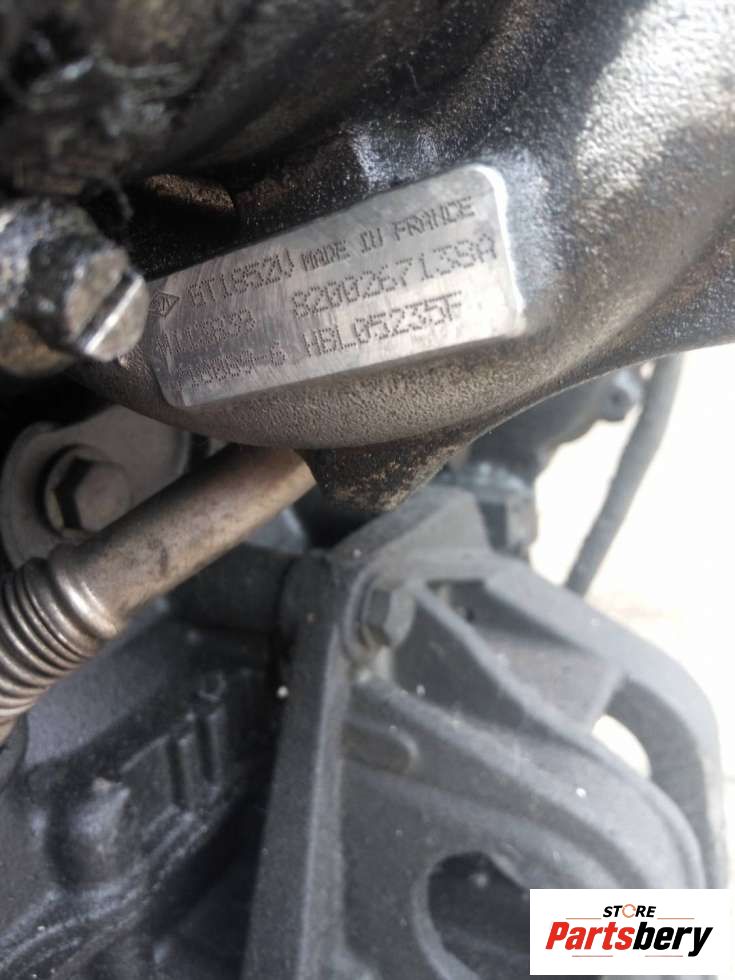 GT1852V MADE IN FRANCE
8200267138A
HBL05235F
STORE
Partsbery